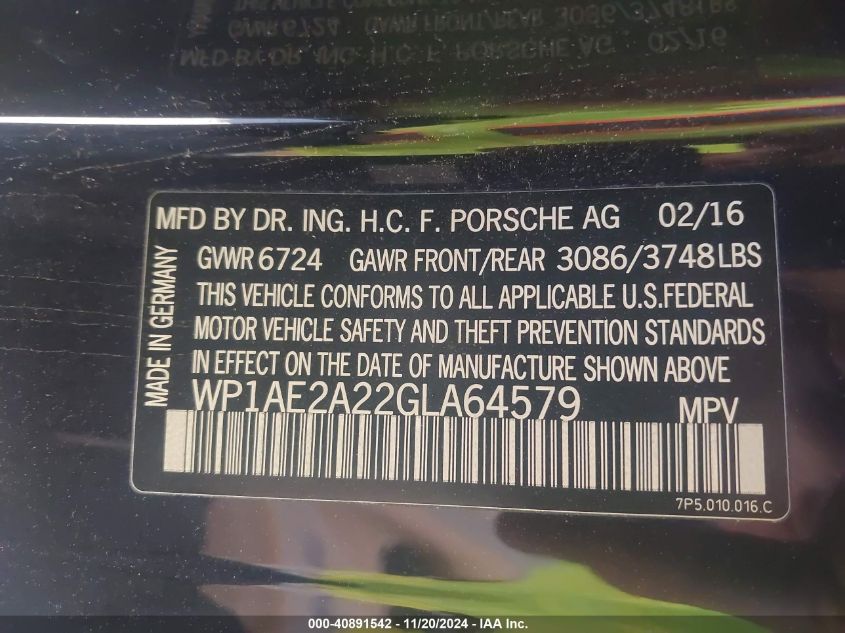 MFD BY DR. ING. H.C. F. PORSCHE AG 02/16
GVWR 6724 GAWR FRONT/REAR 3086/3748LBS
THIS VEHICLE CONFORMS TO ALL APPLICABLE U.S.FEDERAL
MOTOR VEHICLE SAFETY AND THEFT PREVENTION STANDARDS
IN EFFECT ON THE DATE OF MANUFACTURE SHOWN ABOVE
WP1AE2A22GLA64579 MPV
MADE IN GERMANY
7P5.010.016.C
000-40891542 - 11/20/2024 - IAA Inc.